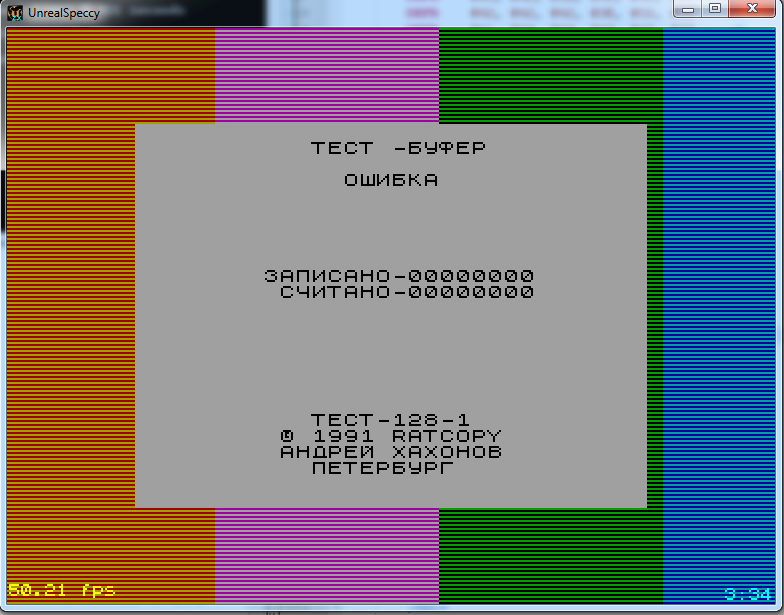 UnrealSpeccy
ТЕСТ -БУФЕР
ОШИБКА
ЗАПИСАНО-00000000
СЧИТАНО-00000000
ТЕСТ-128-1
© 1991 RATCOPY
АНДРЕЙ ХАХОНОВ
ПЕТЕРБУРГ
50.21 fps
3:34